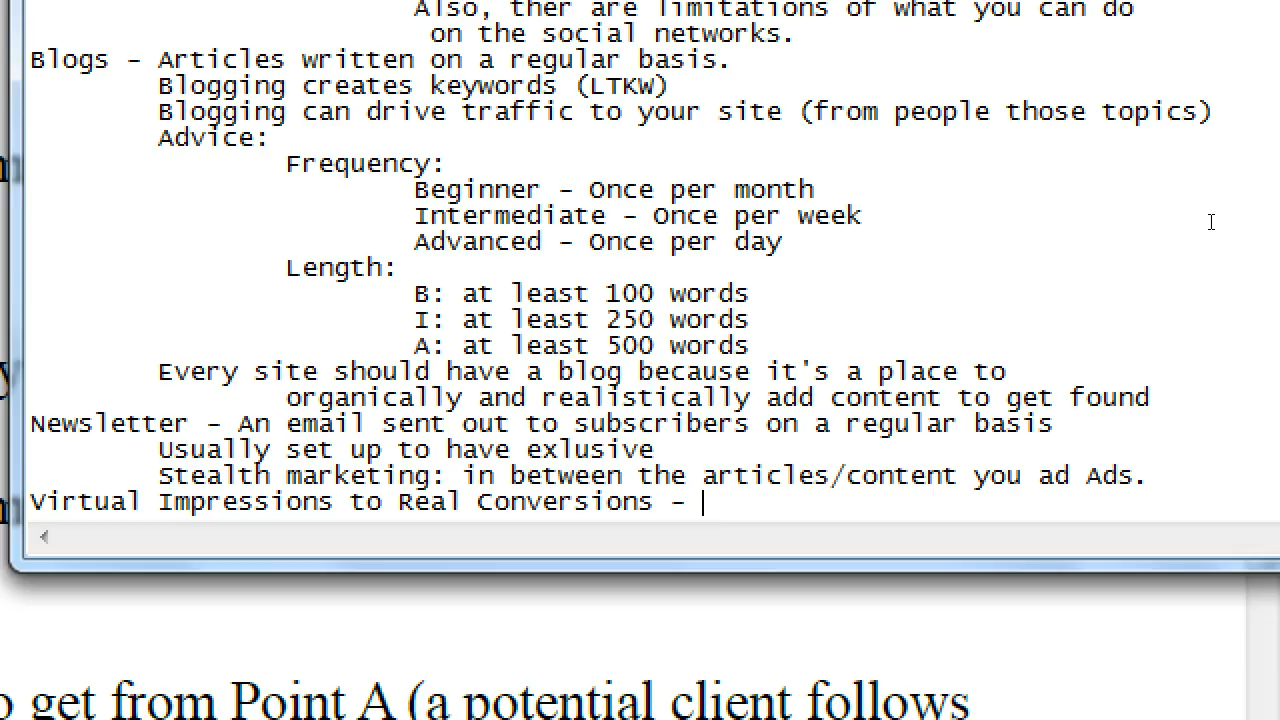 Also, ther are limitations of what you can do
on the social networks.
Blogs - Articles written on a regular basis.
Blogging creates keywords (LTKW)
Blogging can drive traffic to your site (from people those topics)
Advice:
Frequency:
Beginner - Once per month
Intermediate - Once per week
Advanced - Once per day
Length:
B: at least 100 words
I: at least 250 words
A: at least 500 words
Every site should have a blog because it's a place to
organically and realistically add content to get found
Newsletter - An email sent out to subscribers on a regular basis
Usually set up to have exlusive
Stealth marketing: in between the articles/content you ad Ads.
Virtual Impressions to Real Conversions -
get from Point A (a potential client follows